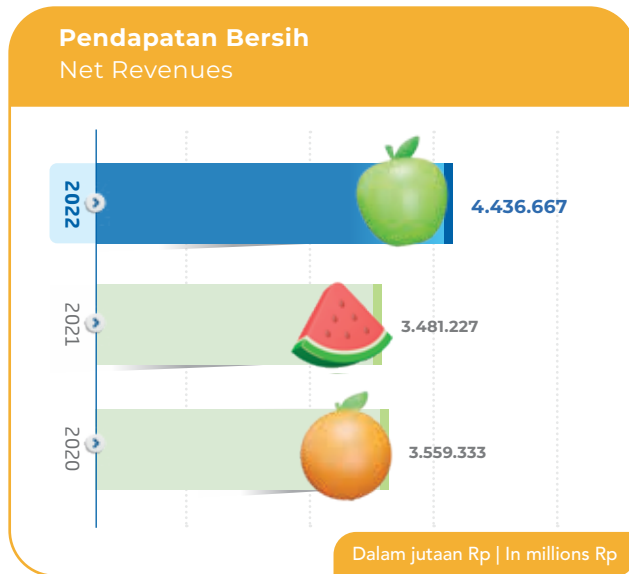 Pendapatan Bersih
Net Revenues
2022
4.436.667
2021
3.481.227
2020
3.559.333
Dalam jutaan Rp | In millions Rp